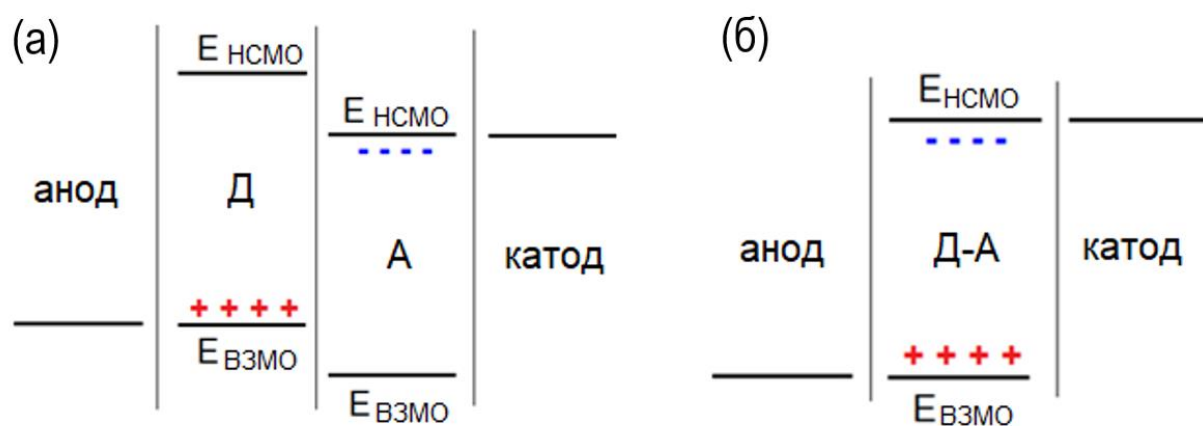 (а)
E НСМО
E НСМО
- - - -
анод
Д
А
катод
+ + + +
E ВЗМО
E ВЗМО
(б)
E НСМО
- - - -
анод
Д-А
катод
+ + + +
E ВЗМО